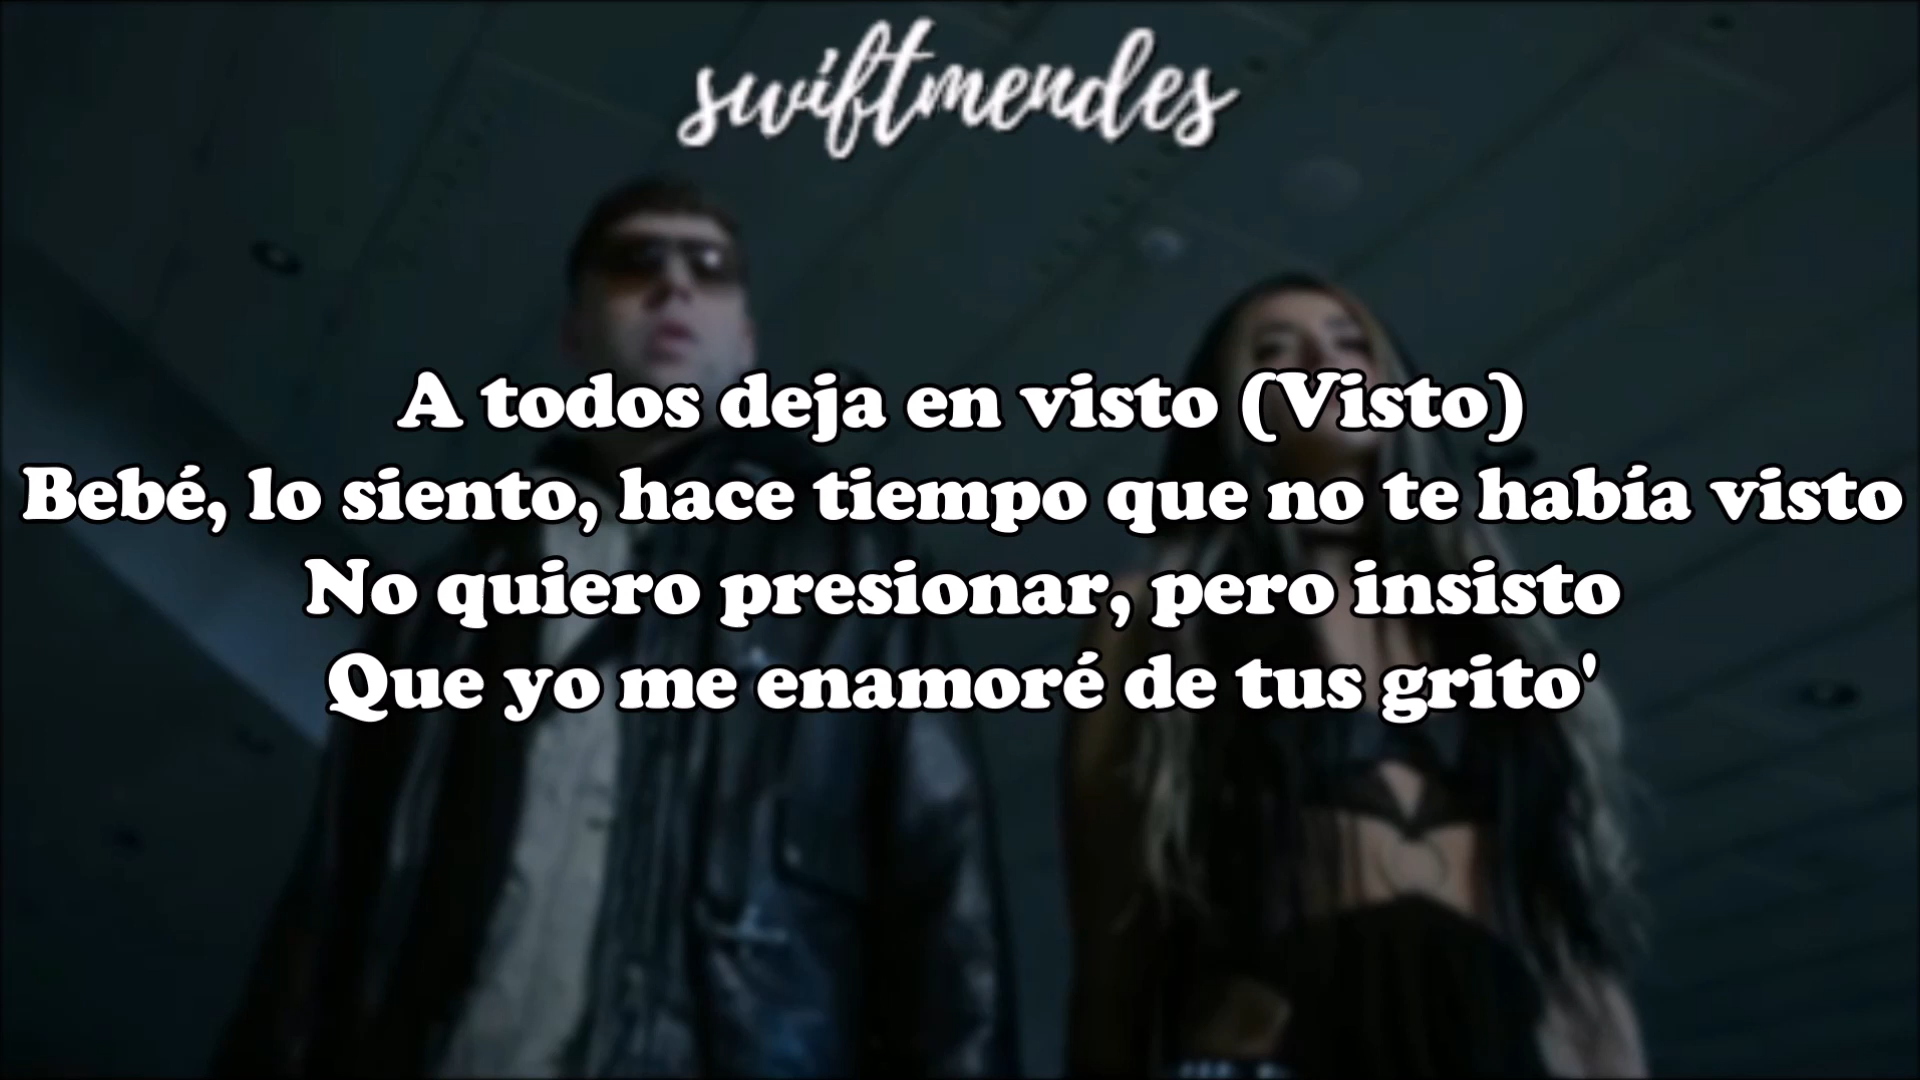 swiftmendes
A todos deja en visto (Visto)
Bebé, lo siento, hace tiempo que no te había visto
No quiero presionar, pero insisto
Que yo me enamoré de tus grito'